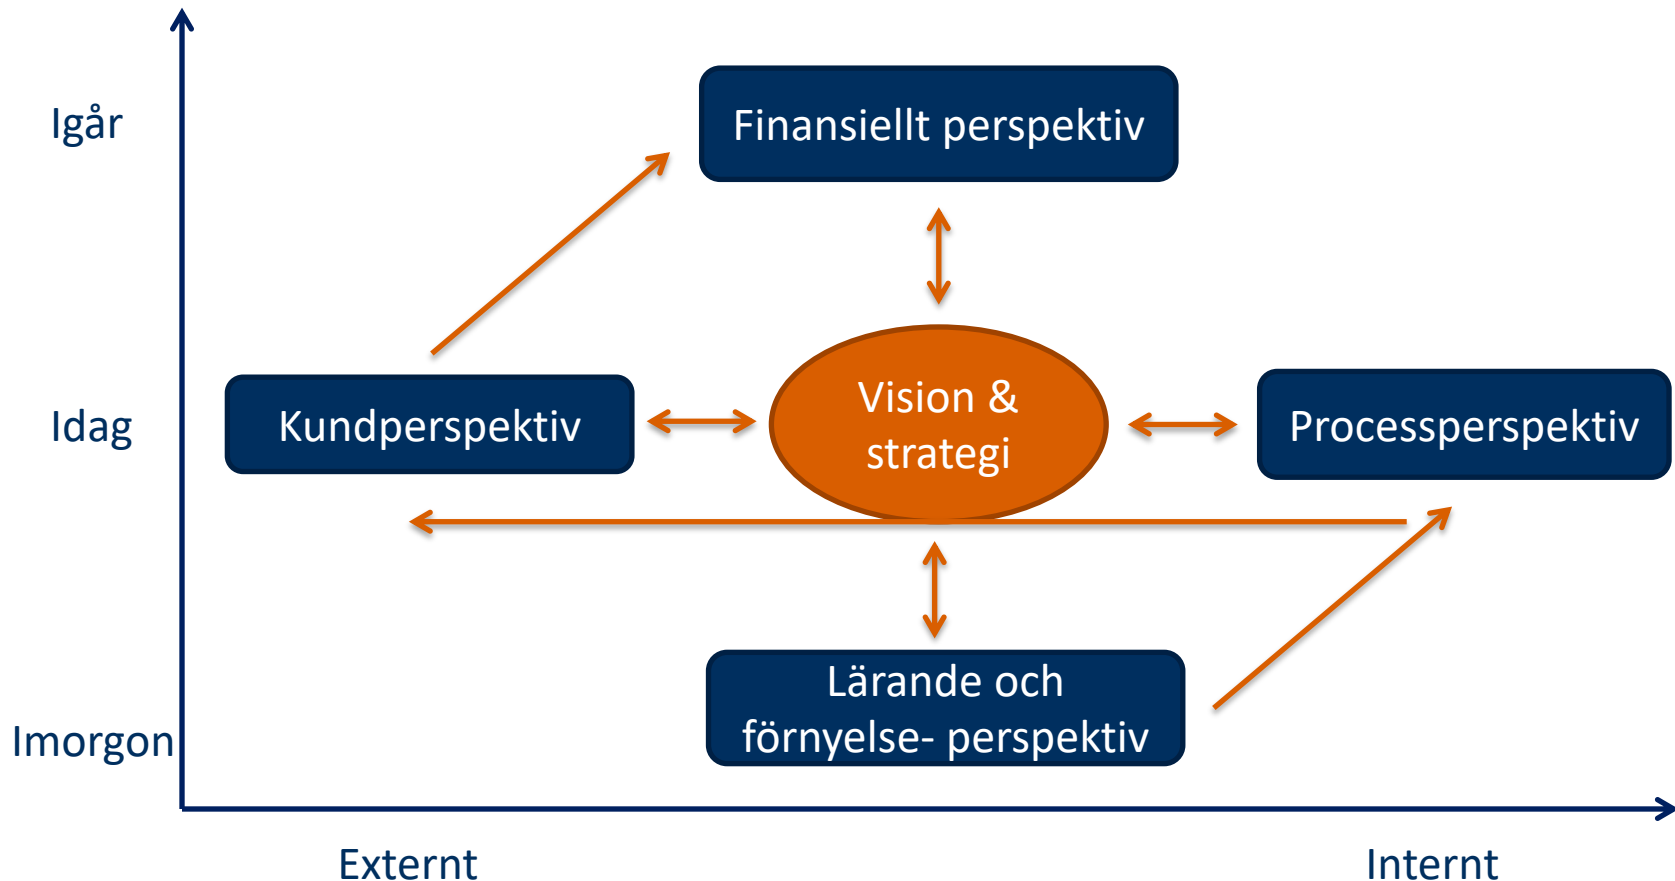 Igår
Finansiellt perspektiv
Idag
Kundperspektiv
Vision &
strategi
Processperspektiv
Imorgon
Lärande och
förnyelse- perspektiv
Externt
Internt